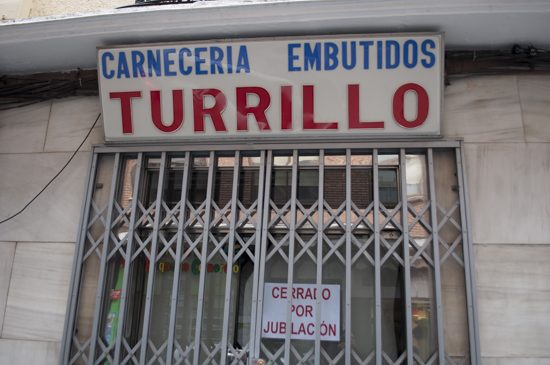 CARNECERIA EMBUTIDOS
TURRILLO
CERRADO
POR
JUBILACIÓN